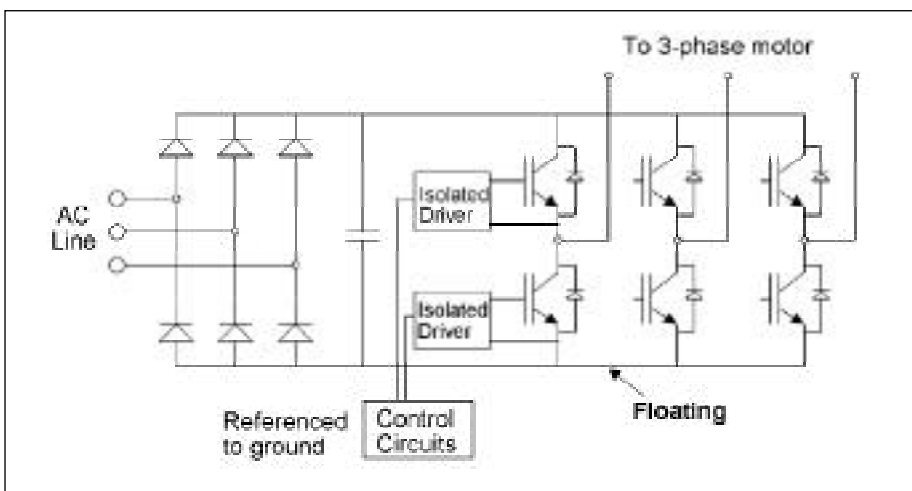 To 3-phase motor
AC
Line
Isolated
Driver
Isolated
Driver
Floating
Referenced
to ground
Control
Circuits